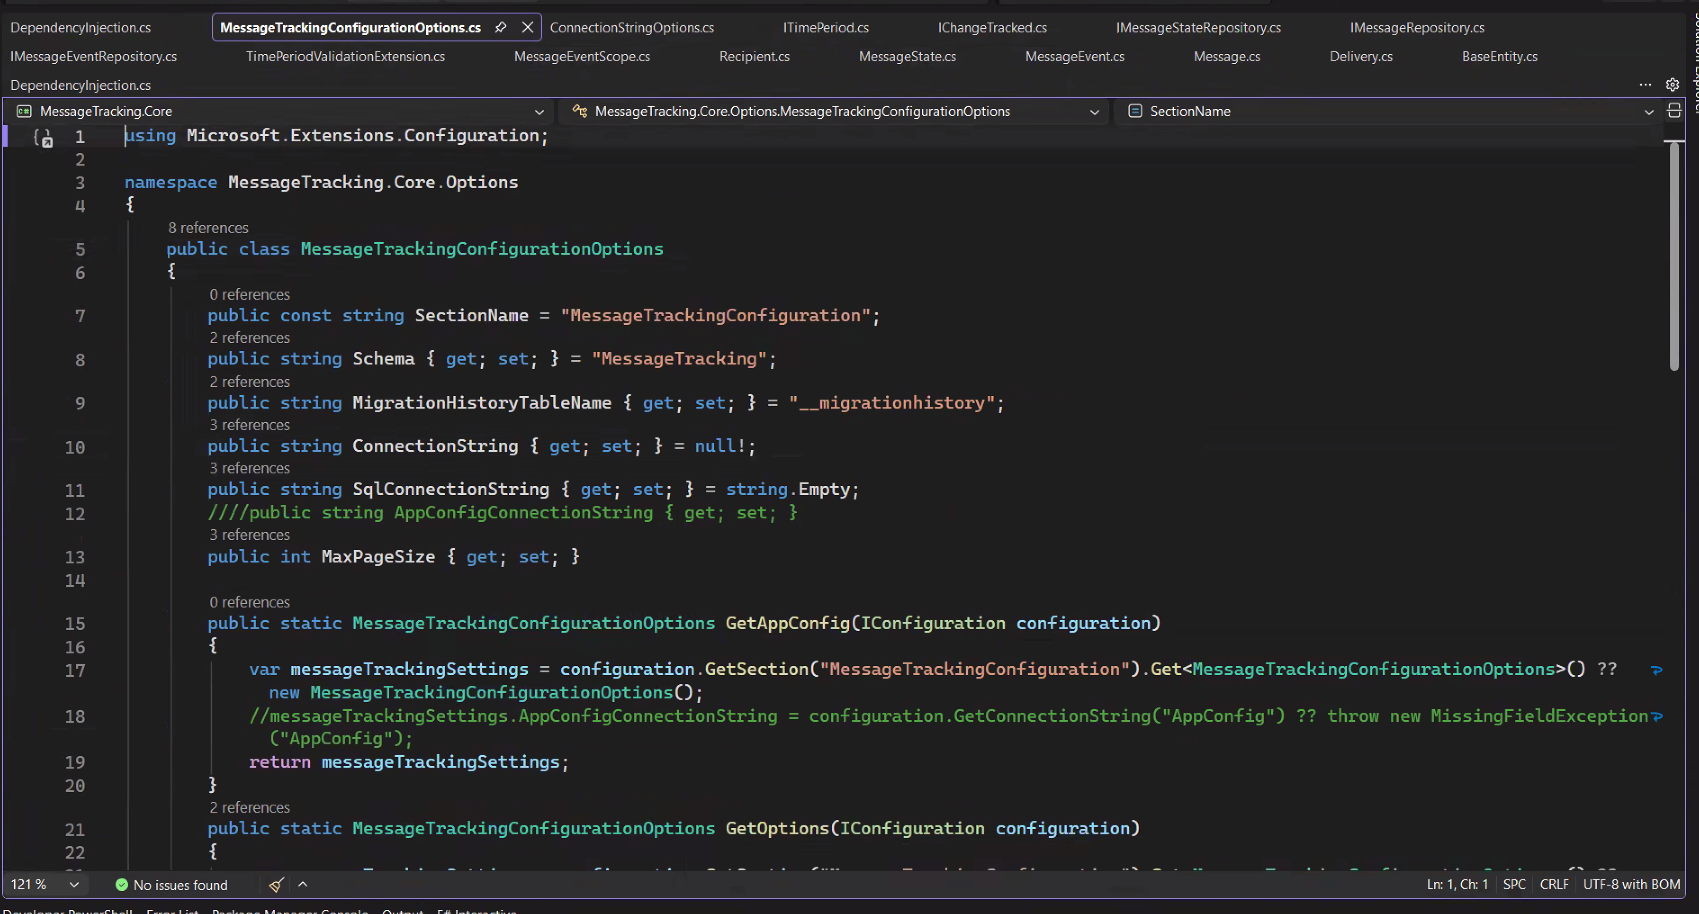 DependencyInjection.cs MessageTrackingConfigurationOptions.cs ConnectionStringOptions.cs ITimePeriod.cs IChangeTracked.cs IMessageStateRepository.cs IMessageRepository.cs
IMessageEventRepository.cs TimePeriodValidationExtension.cs MessageEventScope.cs Recipient.cs MessageState.cs MessageEvent.cs Message.cs Delivery.cs BaseEntity.cs
DependencyInjection.cs
MessageTracking.Core MessageTracking.Core.Options.MessageTrackingConfigurationOptions SectionName
1 using Microsoft.Extensions.Configuration;
2
3 namespace MessageTracking.Core.Options
4 {
8 references
5 public class MessageTrackingConfigurationOptions
6 {
0 references
7 public const string SectionName = "MessageTrackingConfiguration";
2 references
8 public string Schema { get; set; } = "MessageTracking";
2 references
9 public string MigrationHistoryTableName { get; set; } = "__migrationhistory";
3 references
10 public string ConnectionString { get; set; } = null!;
3 references
11 public string SqlConnectionString { get; set; } = string.Empty;
12 ////public string AppConfigConnectionString { get; set; }
3 references
13 public int MaxPageSize { get; set; }
14
0 references
15 public static MessageTrackingConfigurationOptions GetAppConfig(IConfiguration configuration)
16 {
17 var messageTrackingSettings = configuration.GetSection("MessageTrackingConfiguration").Get<MessageTrackingConfigurationOptions>() ??
new MessageTrackingConfigurationOptions();
18 //messageTrackingSettings.AppConfigConnectionString = configuration.GetConnectionString("AppConfig") ?? throw new MissingFieldException
("AppConfig");
19 return messageTrackingSettings;
20 }
2 references
21 public static MessageTrackingConfigurationOptions GetOptions(IConfiguration configuration)
22 {
121 % No issues found Ln: 1, Ch: 1 SPC CRLF UTF-8 with BOM